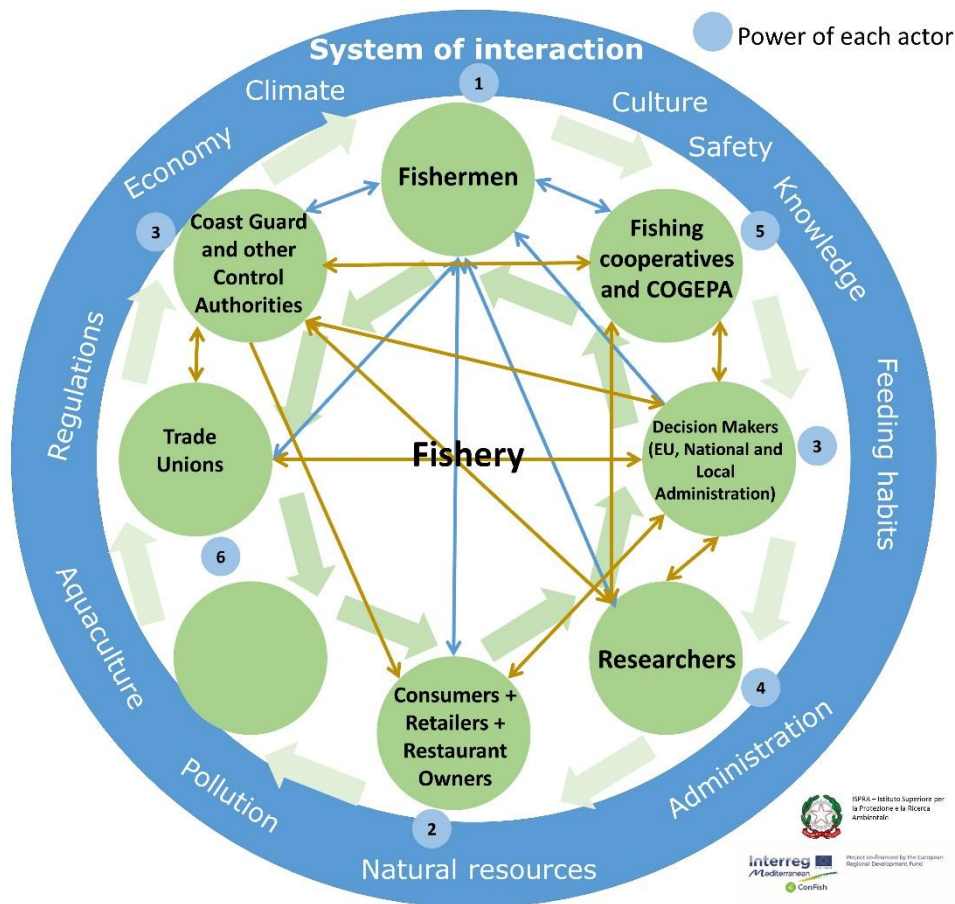 System of interaction
Power of each actor
1
Climate
Culture
Economy
Safety
Knowledge
Fishermen
3
Coast Guard
and other
Control
Authorities
Fishing
cooperatives
and COGEPA
5
Regulations
Feeding habits
Trade
Unions
Fishery
Decision Makers
(EU, National and
Local
Administration)
3
6
Aquaculture
Researchers
4
Consumers +
Retailers +
Restaurant
Owners
Administration
Pollution
2
Natural resources
ISPRA – Istituto Superiore per
la Protezione e la Ricerca
Ambientale
Interreg
Mediterranean
ConFish
Project co-financed by the European
Regional Development Fund